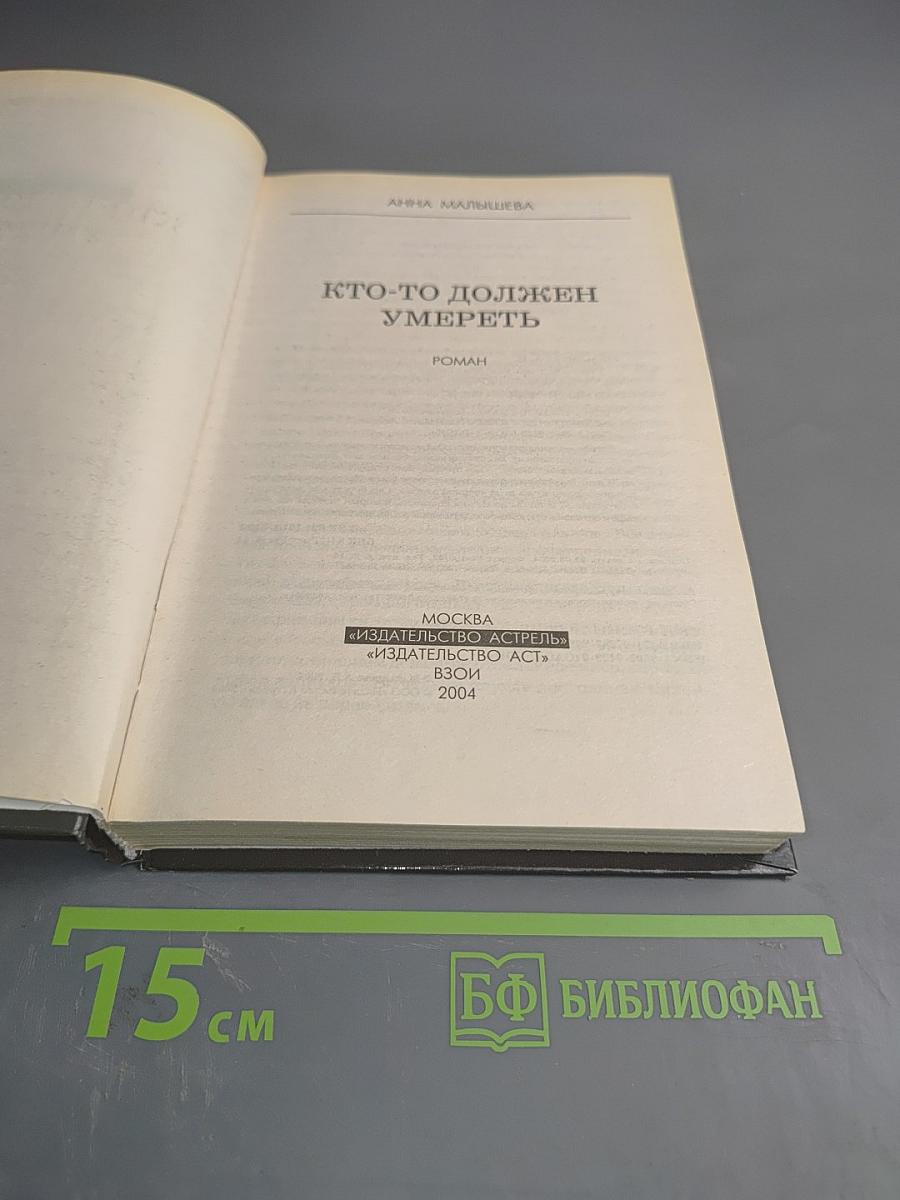 АННА МАЛЫШЕВА
КТО-ТО ДОЛЖЕН
УМЕРЕТЬ
РОМАН
МОСКВА
«ИЗДАТЕЛЬСТВО АСТРЕЛЬ»
«ИЗДАТЕЛЬСТВО АСТ»
ВЗОИ
2004
15 см
БФ БИБЛИОФАН